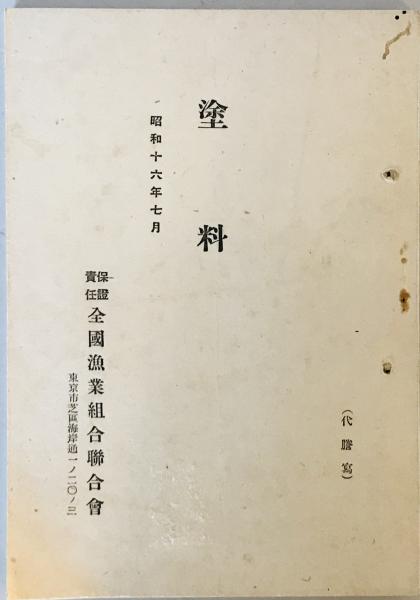 (代謄寫)
塗料
昭和十六年七月
保證
責任
全國漁業組合聯合會
東京市芝區海岸通一ノ二〇ノ三